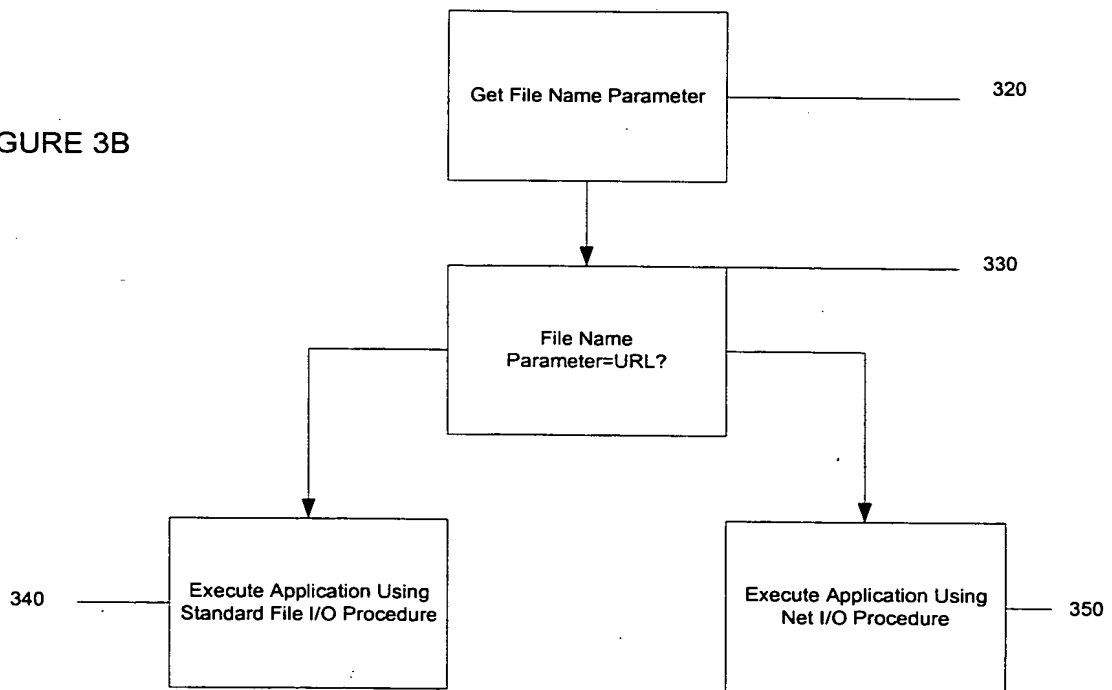 Get File Name Parameter
320
GURE 3B
330
File Name
Parameter=URL?
Execute Application Using
Standard File I/O Procedure
340
Execute Application Using
Net I/O Procedure
350